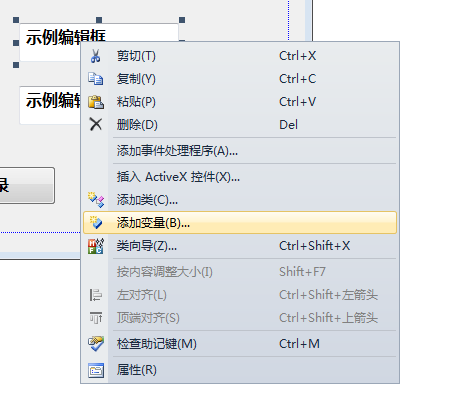 示例编辑框
剪切(T) Ctrl+X
复制(Y) Ctrl+C
粘贴(P) Ctrl+V
示例编辑
删除(D) Del
添加事件处理程序(A)...
插入 ActiveX 控件(X)...
录
添加类(C)...
添加变量(B)...
类向导(Z)... Ctrl+Shift+X
按内容调整大小(I) Shift+F7
左对齐(L) Ctrl+Shift+左箭头
顶端对齐(S) Ctrl+Shift+上箭头
检查助记键(M) Ctrl+M
属性(R)